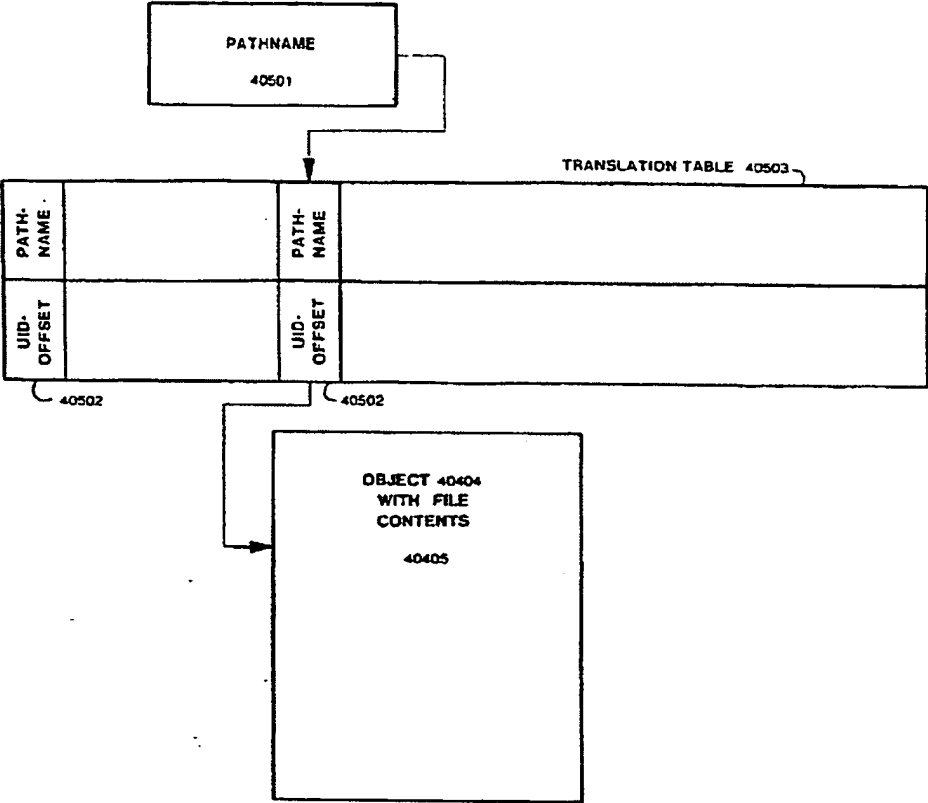 PATHNAME
40501
TRANSLATION TABLE 40503
PATH-
NAME
PATH-
NAME
UID-
OFFSET
UID-
OFFSET
40502
40502
OBJECT 40404
WITH FILE
CONTENTS
40405